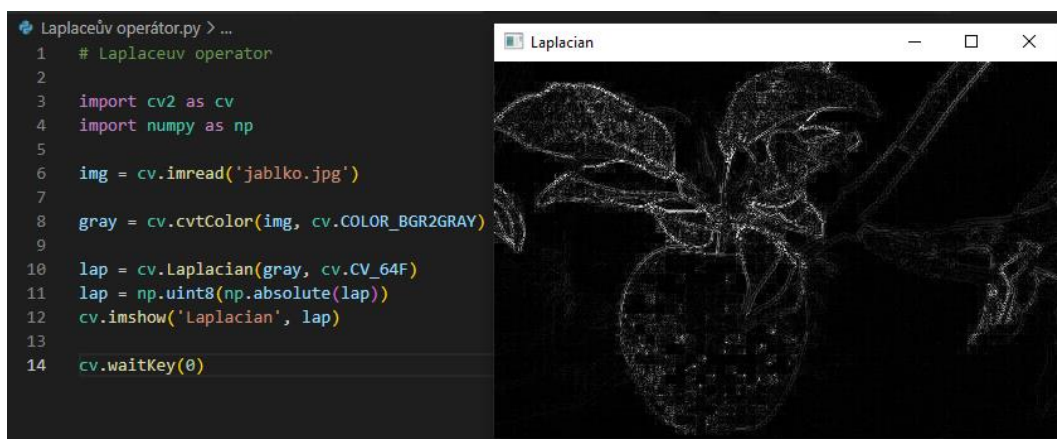 Laplaceův operátor.py > ...
1 # Laplaceuv operator
2
3 import cv2 as cv
4 import numpy as np
5
6 img = cv.imread('jablko.jpg')
7
8 gray = cv.cvtColor(img, cv.COLOR_BGR2GRAY)
9
10 lap = cv.Laplacian(gray, cv.CV_64F)
11 lap = np.uint8(np.absolute(lap))
12 cv.imshow('Laplacian', lap)
13
14 cv.waitKey(0)
Laplacian